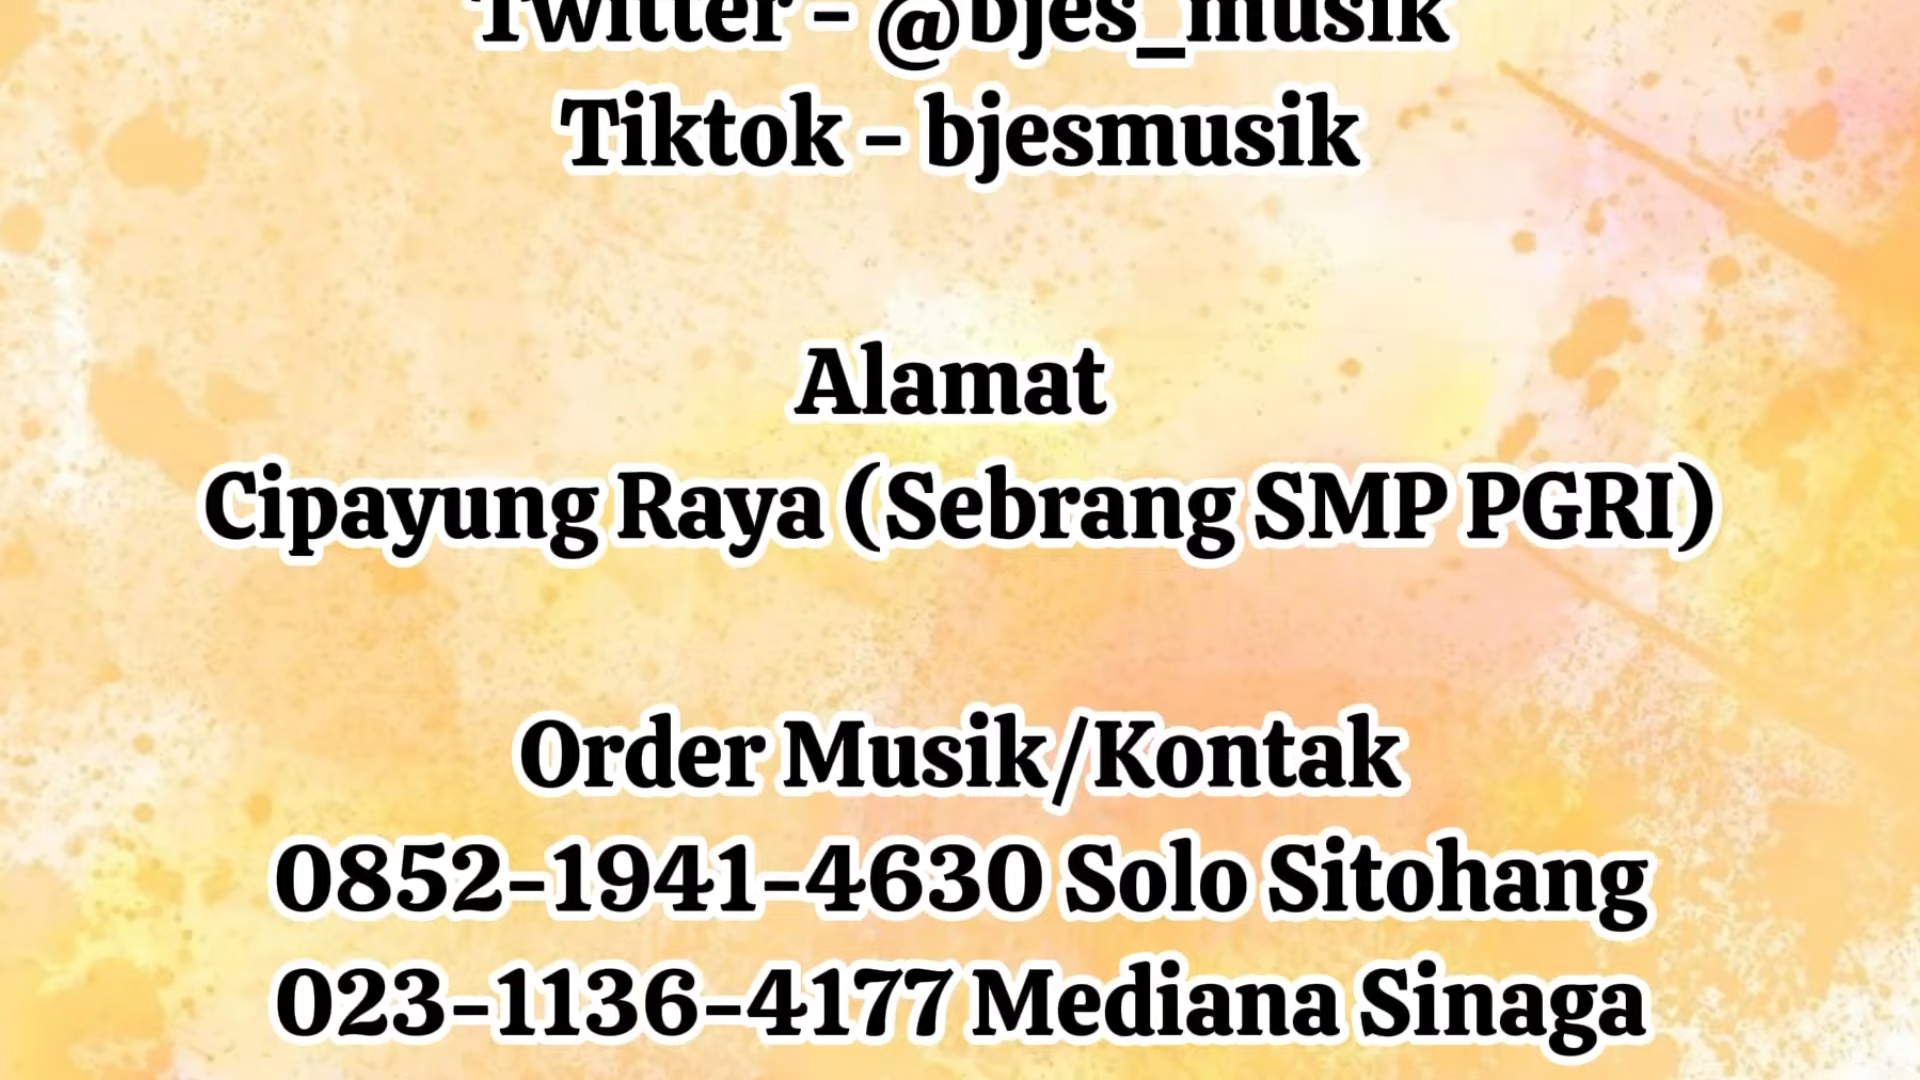 Twitter - @bjes_musik
Tiktok - bjesmusik
Alamat
Cipayung Raya (Sebrang SMP PGRI)
Order Musik/Kontak
0852-1941-4630 Solo Sitohang
023-1136-4177 Mediana Sinaga